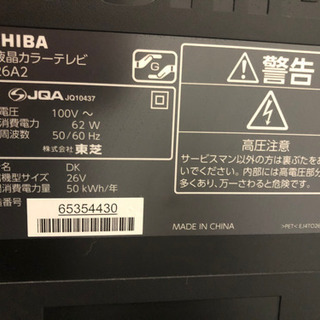 SHIBA
液晶カラーテレビ
26A2
JQA JQ10437
電圧 100V ~
消費電力 62 W
周波数 50/60 Hz
株式会社 東芝
DK
機型サイズ 26V
消費電力量 50 kWh/年
番号
65354430
警告
高圧注意
サービスマン以外の方は裏ぶたをあ
いでください。内部には高電圧部分
多くあり、万一さわると危険です。
MADE IN CHINA
>PET<